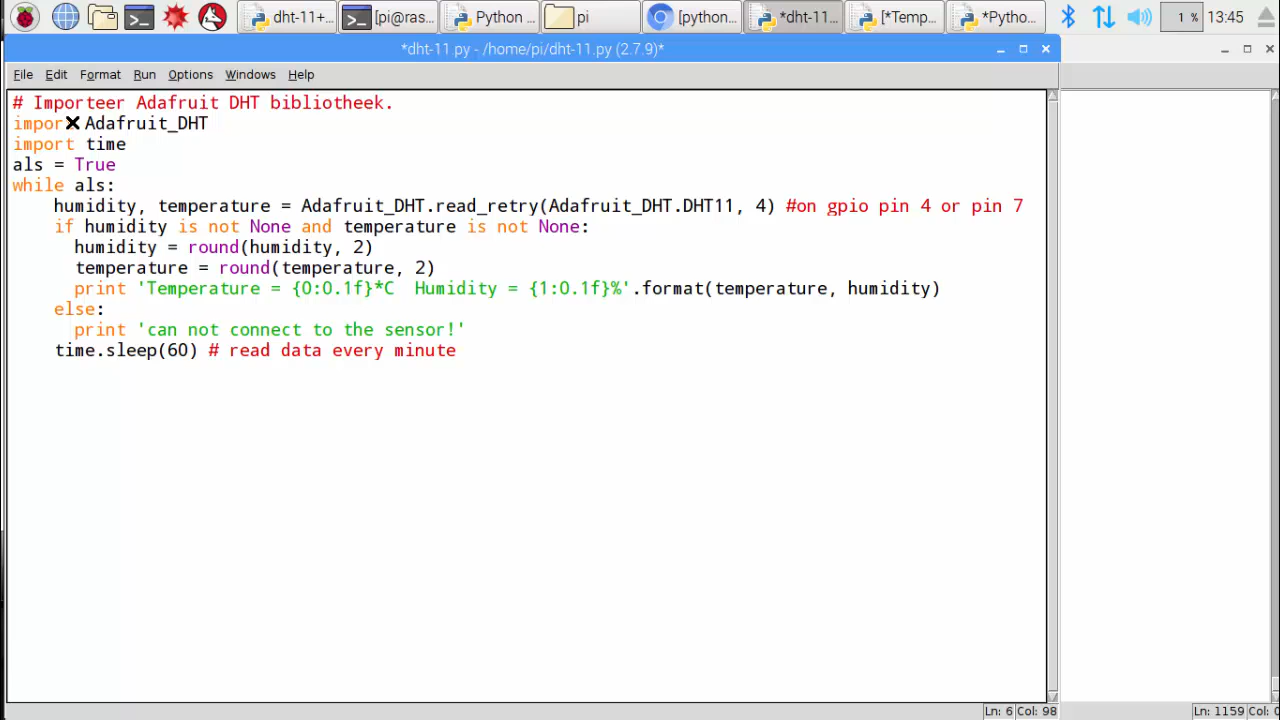 dht-11+...
[pi@ras...
Python ...
pi
[python...
*dht-11...
[*Temp...
*Pytho...
1 %
13:45
*dht-11.py - /home/pi/dht-11.py (2.7.9)*
File Edit Format Run Options Windows Help
# Importeer Adafruit DHT bibliotheek.
impor Adafruit_DHT
import time
als = True
while als:
    humidity, temperature = Adafruit_DHT.read_retry(Adafruit_DHT.DHT11, 4) #on gpio pin 4 or pin 7
    if humidity is not None and temperature is not None:
      humidity = round(humidity, 2)
      temperature = round(temperature, 2)
      print 'Temperature = {0:0.1f}*C  Humidity = {1:0.1f}%'.format(temperature, humidity)
    else:
      print 'can not connect to the sensor!'
    time.sleep(60) # read data every minute
Ln: 6 Col: 98
Ln: 1159 Col: 0